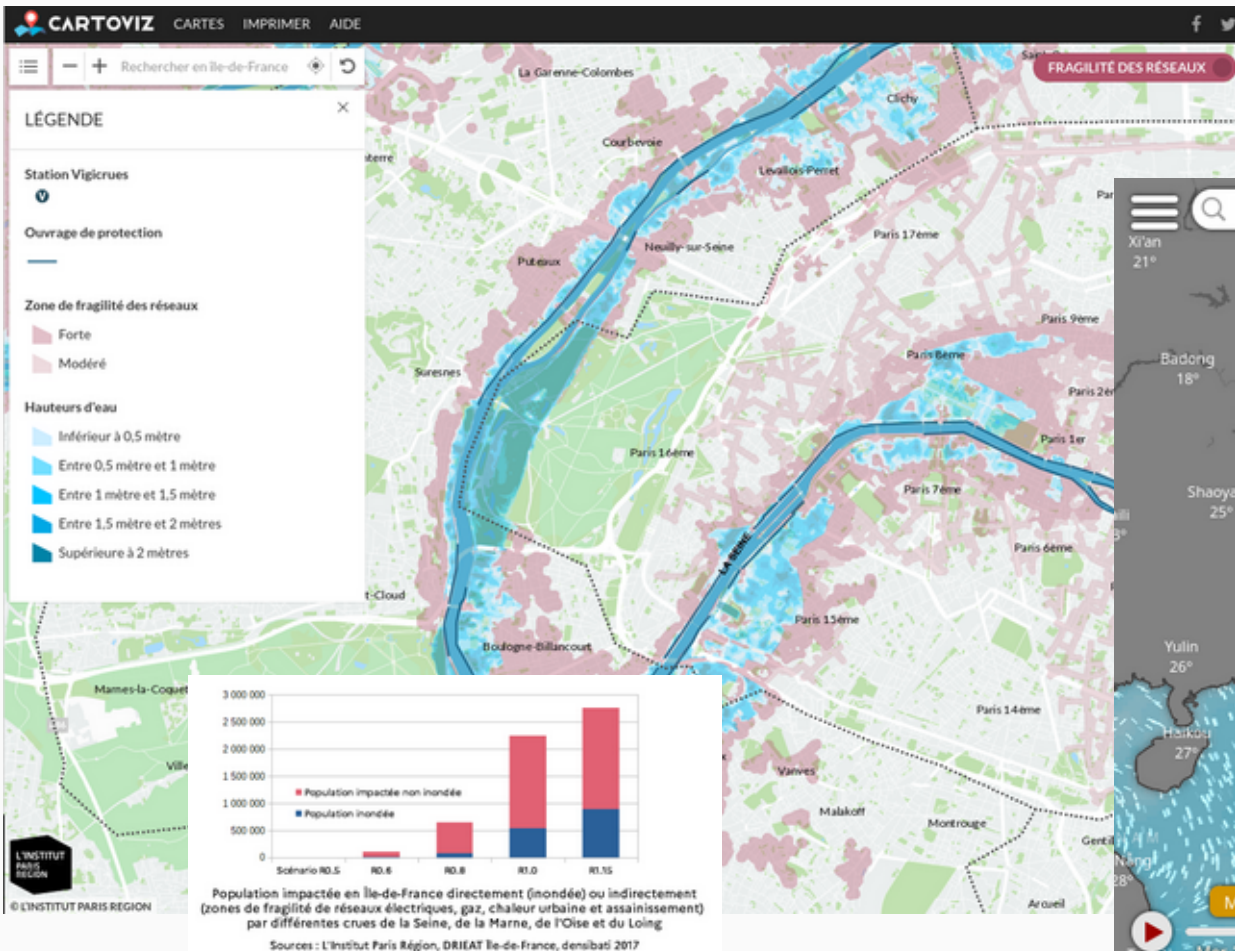 CARTOVIZ CARTES IMPRIMER AIDE
Rechercher en île-de-France
FRAGILITÉ DES RÉSEAUX
LÉGENDE
Station Vigicrues
V
Ouvrage de protection
Zone de fragilité des réseaux
Forte
Modéré
Hauteurs d'eau
Inférieur à 0,5 mètre
Entre 0,5 mètre et 1 mètre
Entre 1 mètre et 1,5 mètre
Entre 1,5 mètre et 2 mètres
Supérieure à 2 mètres
La Garenne-Colombes
Clichy
Courbevoie
Levallois-Perret
Paris 17ème
Neuilly-sur-Seine
Puteaux
Paris 9ème
Paris 8ème
Suresnes
Paris 1er
Paris 16ème
Paris 7ème
LA SEINE
Paris 6ème
Paris 15ème
Boulogne-Billancourt
Paris 14ème
Vanves
Malakoff
Montrouge
Arcueil
3 000 000
2 500 000
2 000 000
1 500 000
1 000 000
500 000
0
Population impactée non inondée
Population inondée
Scénario R0.5 R0.6 R0.8 R1.0 R1.15
Population impactée en Île-de-France directement (inondée) ou indirectement
(zones de fragilité de réseaux électriques, gaz, chaleur urbaine et assainissement)
par différentes crues de la Seine, de la Marne, de l'Oise et du Loing
Sources : L'Institut Paris Région, DRIEAT Île-de-France, densibati 2017
L'INSTITUT
PARIS
REGION
© L'INSTITUT PARIS REGION
Xi'an
21°
Badong
18°
25°
Yulin
26°
Haikou
27°
28°